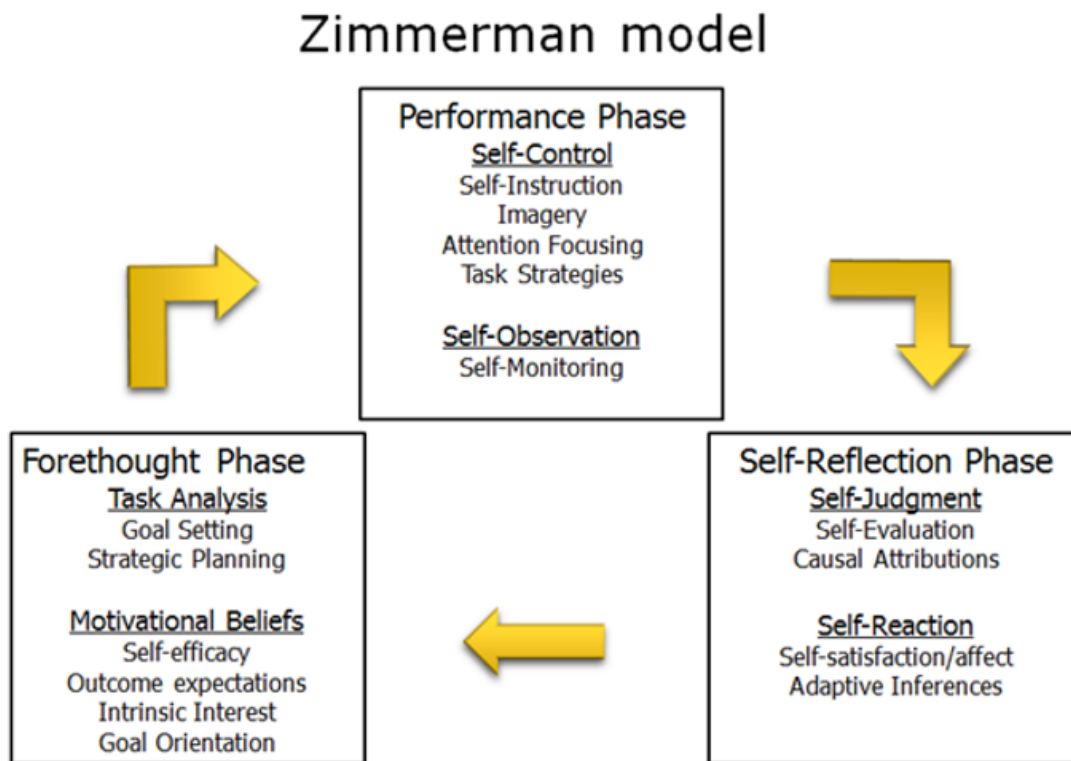 Zimmerman model
Performance Phase
Self-Control
Self-Instruction
Imagery
Attention Focusing
Task Strategies
Self-Observation
Self-Monitoring
Forethought Phase
Task Analysis
Goal Setting
Strategic Planning
Motivational Beliefs
Self-efficacy
Outcome expectations
Intrinsic Interest
Goal Orientation
Self-Reflection Phase
Self-Judgment
Self-Evaluation
Causal Attributions
Self-Reaction
Self-satisfaction/affect
Adaptive Inferences